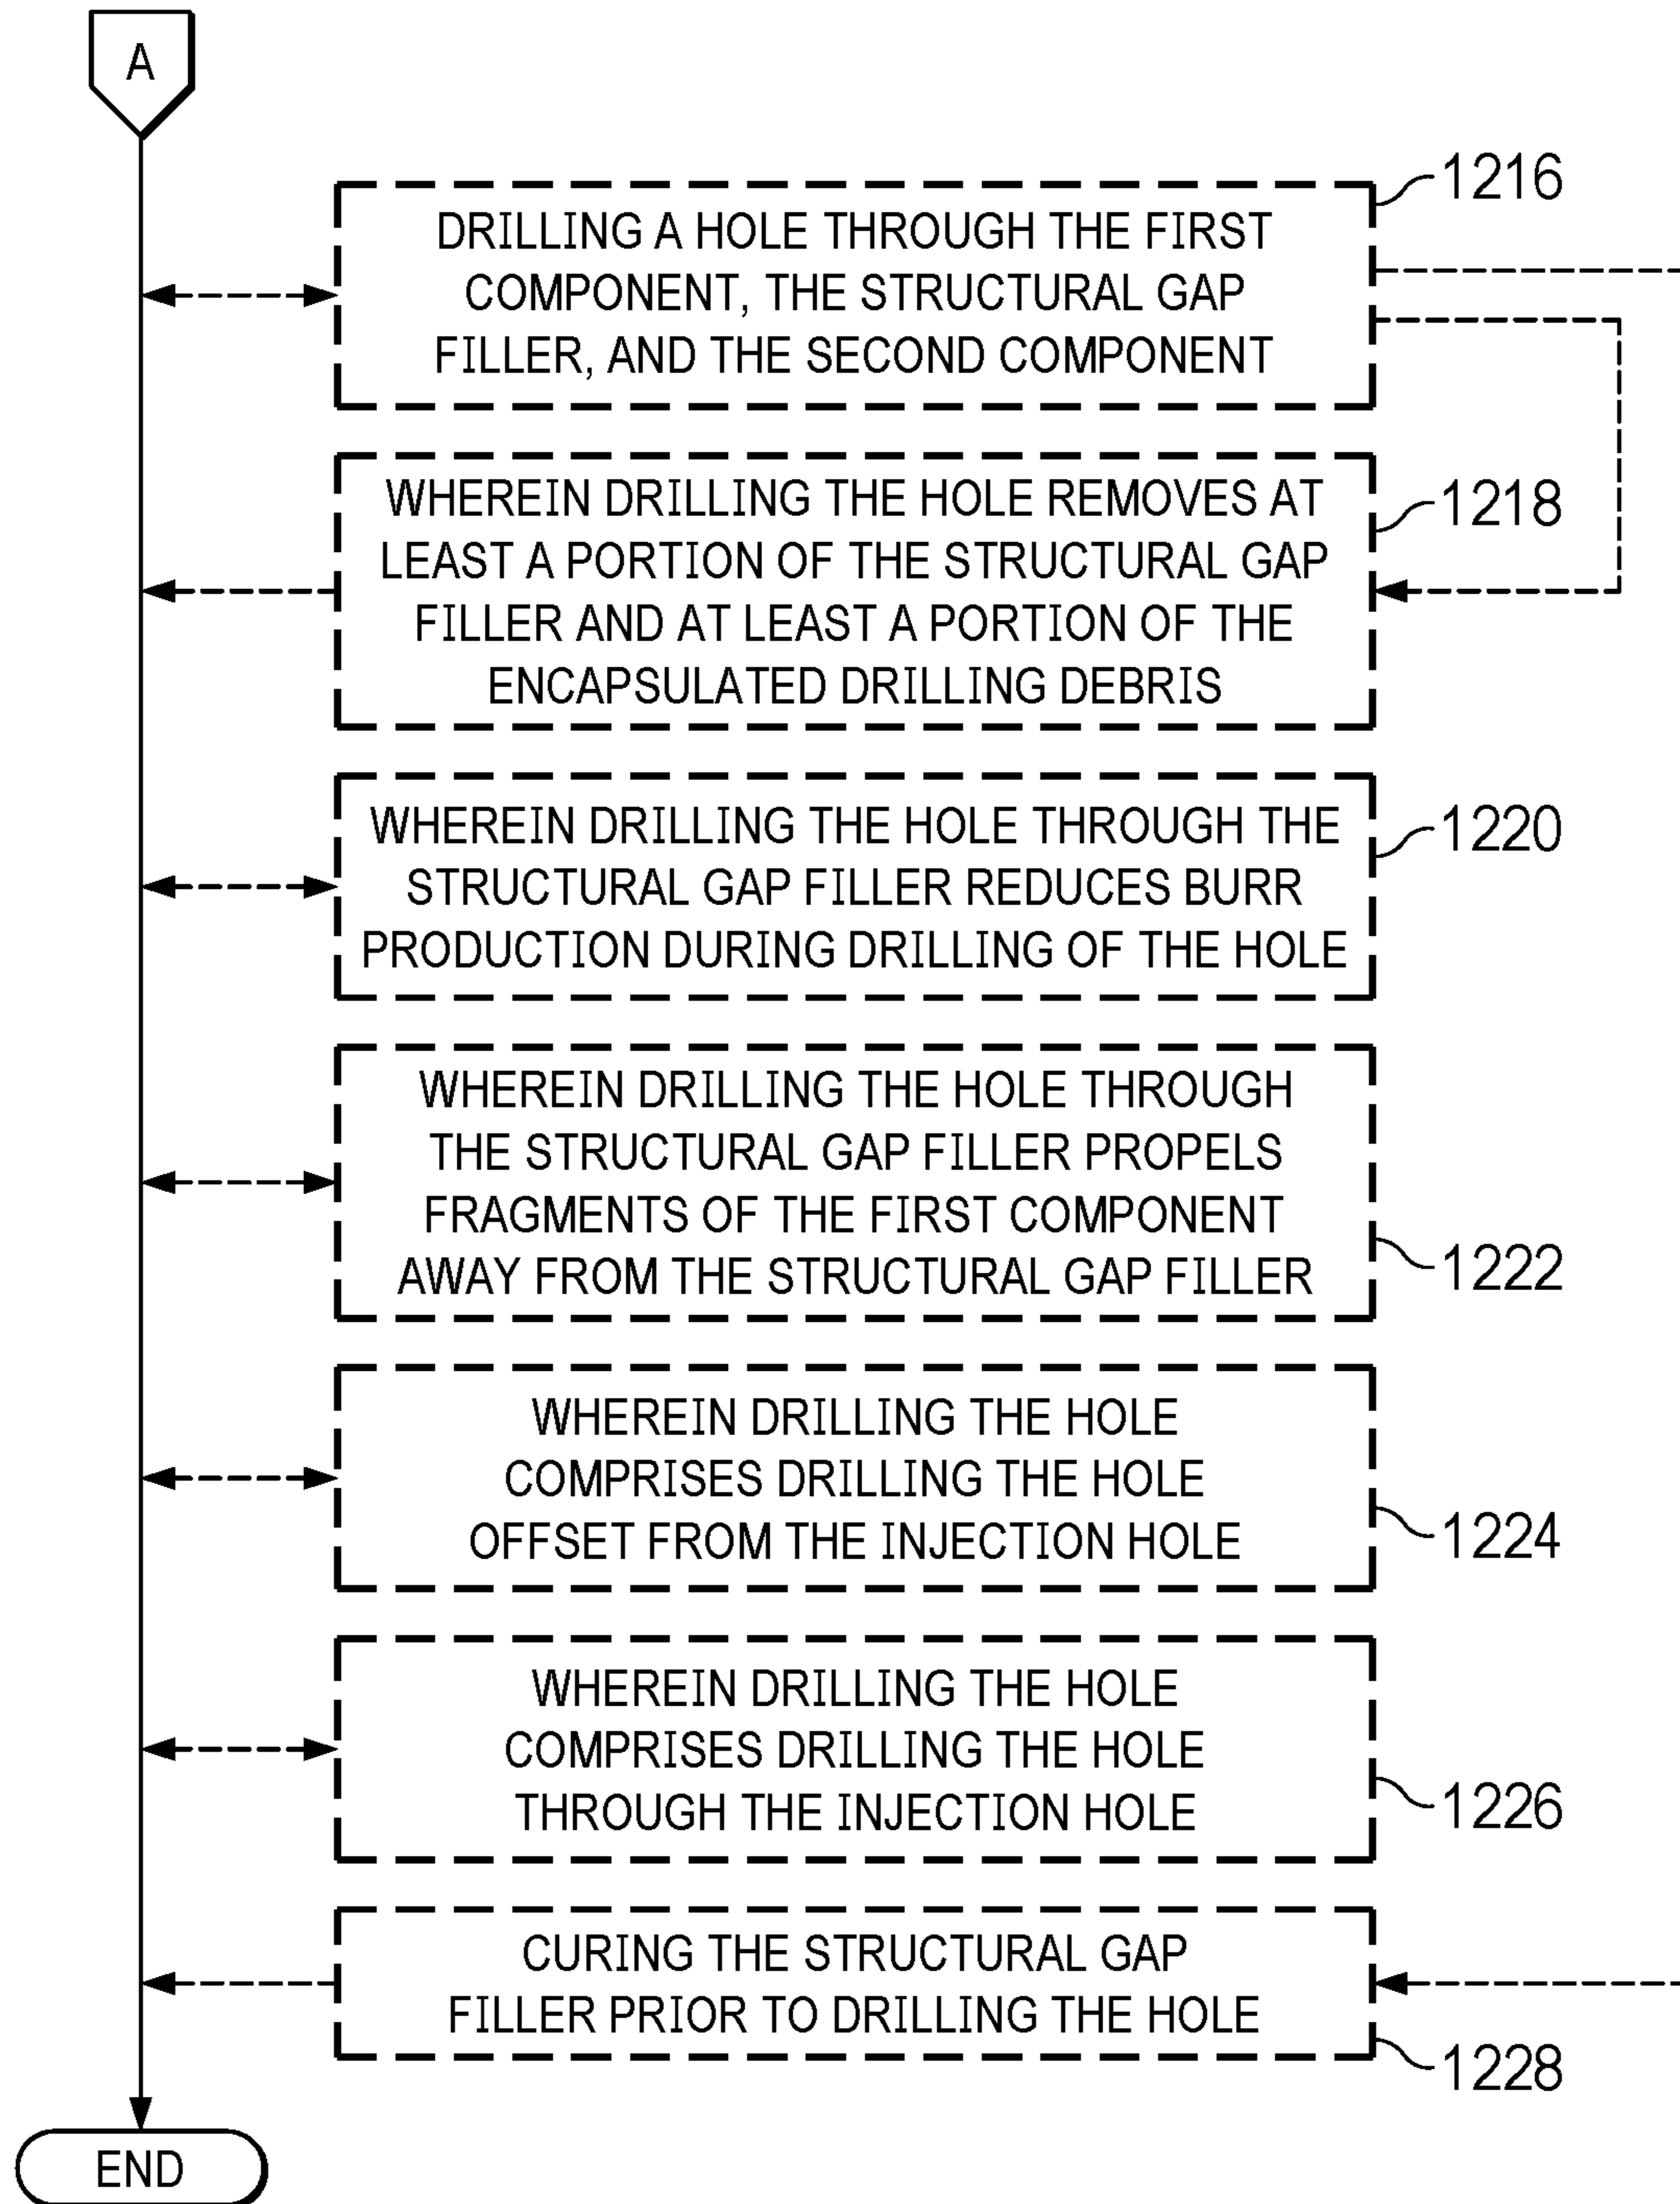 A
DRILLING A HOLE THROUGH THE FIRST
COMPONENT, THE STRUCTURAL GAP
FILLER, AND THE SECOND COMPONENT
1216
WHEREIN DRILLING THE HOLE REMOVES AT
LEAST A PORTION OF THE STRUCTURAL GAP
FILLER AND AT LEAST A PORTION OF THE
ENCAPSULATED DRILLING DEBRIS
1218
WHEREIN DRILLING THE HOLE THROUGH THE
STRUCTURAL GAP FILLER REDUCES BURR
PRODUCTION DURING DRILLING OF THE HOLE
1220
WHEREIN DRILLING THE HOLE THROUGH
THE STRUCTURAL GAP FILLER PROPELS
FRAGMENTS OF THE FIRST COMPONENT
AWAY FROM THE STRUCTURAL GAP FILLER
1222
WHEREIN DRILLING THE HOLE
COMPRISES DRILLING THE HOLE
OFFSET FROM THE INJECTION HOLE
1224
WHEREIN DRILLING THE HOLE
COMPRISES DRILLING THE HOLE
THROUGH THE INJECTION HOLE
1226
CURING THE STRUCTURAL GAP
FILLER PRIOR TO DRILLING THE HOLE
1228
END